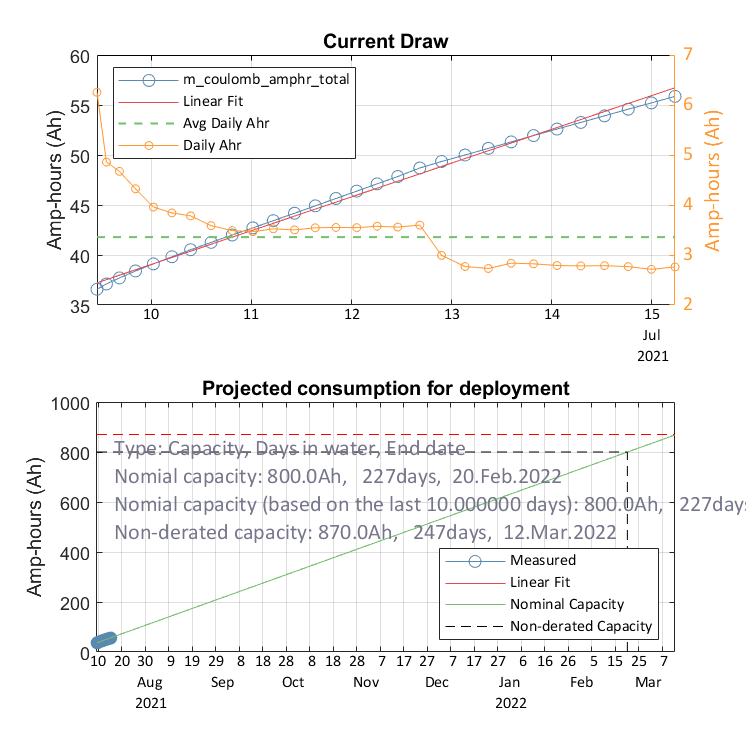 Current Draw
60
55
50
45
40
35
Amp-hours (Ah)
m_coulomb_amphr_total
Linear Fit
Avg Daily Ahr
Daily Ahr
7
6
5
4
3
2
Amp-hours (Ah)
10 11 12 13 14 15
Jul
2021
Projected consumption for deployment
1000
800
600
400
200
0
Amp-hours (Ah)
Type: Capacity, Days in water, End date
Nomial capacity: 800.0Ah, 227days, 20.Feb.2022
Nomial capacity (based on the last 10.000000 days): 800.0Ah, 227days
Non-derated capacity: 870.0Ah, 247days, 12.Mar.2022
Measured
Linear Fit
Nominal Capacity
Non-derated Capacity
10 20 30 9 19 29 8 18 28 8 18 28 7 17 27 7 17 27 6 16 26 5 15 25 7
Aug Sep Oct Nov Dec Jan Feb Mar
2021 2022